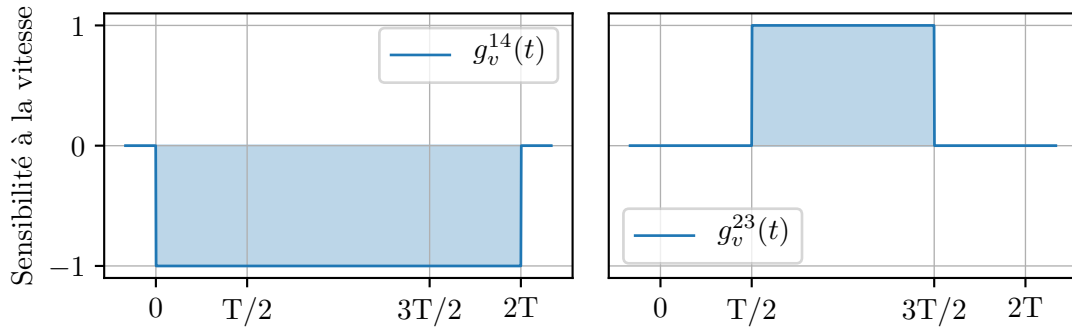 Sensibilité à la vitesse
1
0
−1
g_v^{14}(t)
0 T/2 3T/2 2T
g_v^{23}(t)
0 T/2 3T/2 2T